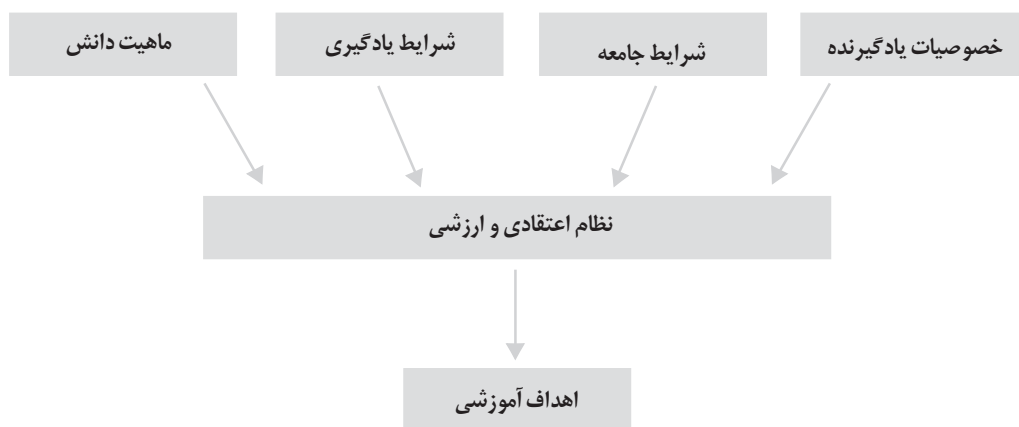 خصوصیات یادگیرنده
شرایط جامعه
شرایط یادگیری
ماهیت دانش
نظام اعتقادی و ارزشی
اهداف آموزشی